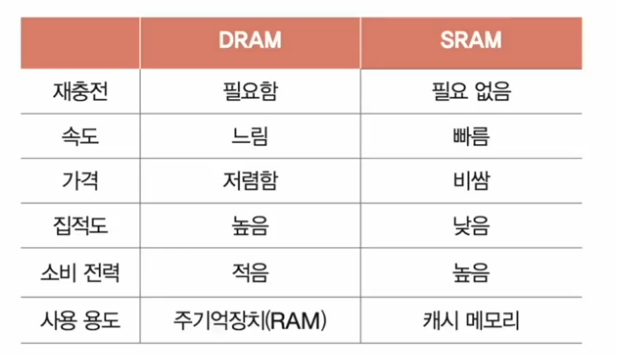 DRAM SRAM
재충전 필요함 필요 없음
속도 느림 빠름
가격 저렴함 비쌈
집적도 높음 낮음
소비 전력 적음 높음
사용 용도 주기억장치(RAM) 캐시 메모리